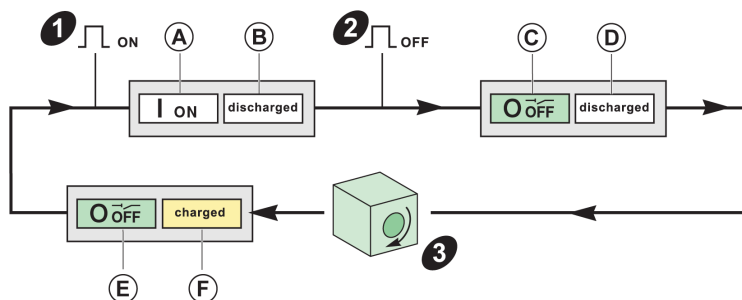 1 ON A B 2 OFF C D
I ON discharged O OFF discharged
O OFF charged
3
E F